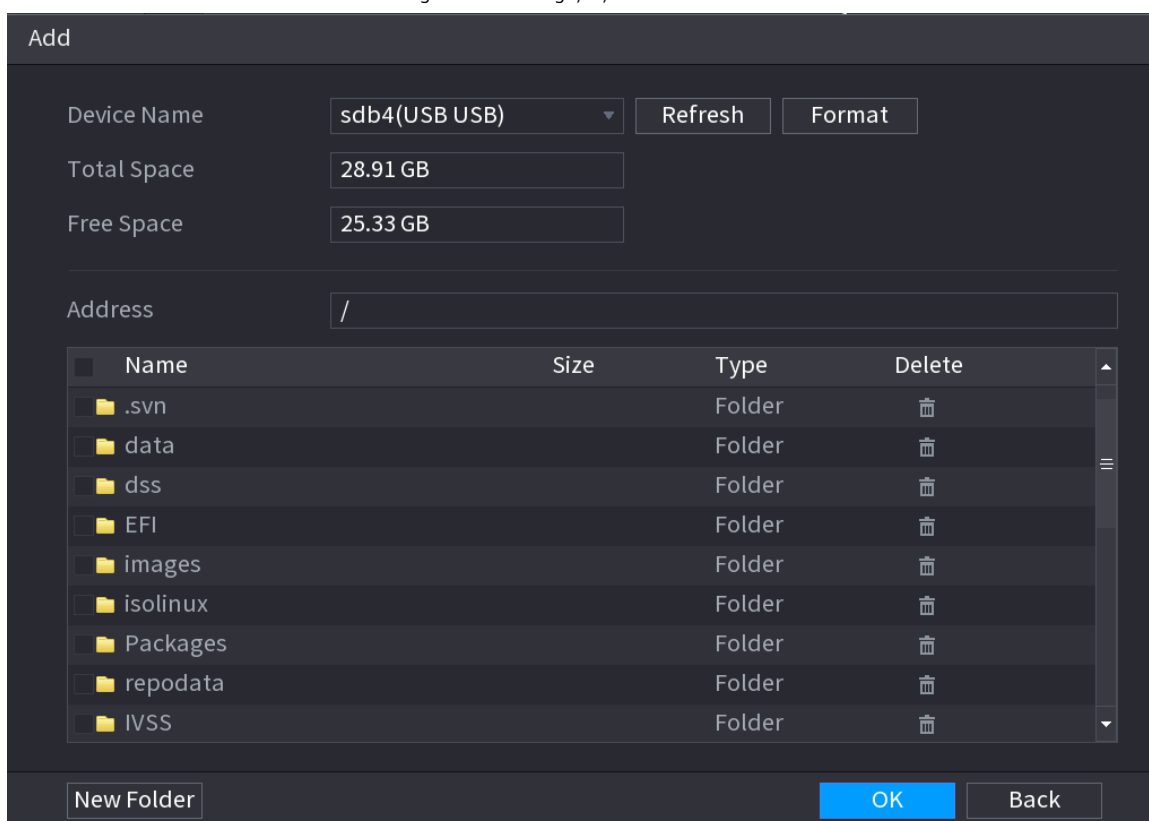 Add
Device Name sdb4(USB USB) Refresh Format
Total Space 28.91 GB
Free Space 25.33 GB
Address /
Name Size Type Delete
.svn Folder
data Folder
dss Folder
EFI Folder
images Folder
isolinux Folder
Packages Folder
repodata Folder
IVSS Folder
New Folder OK Back